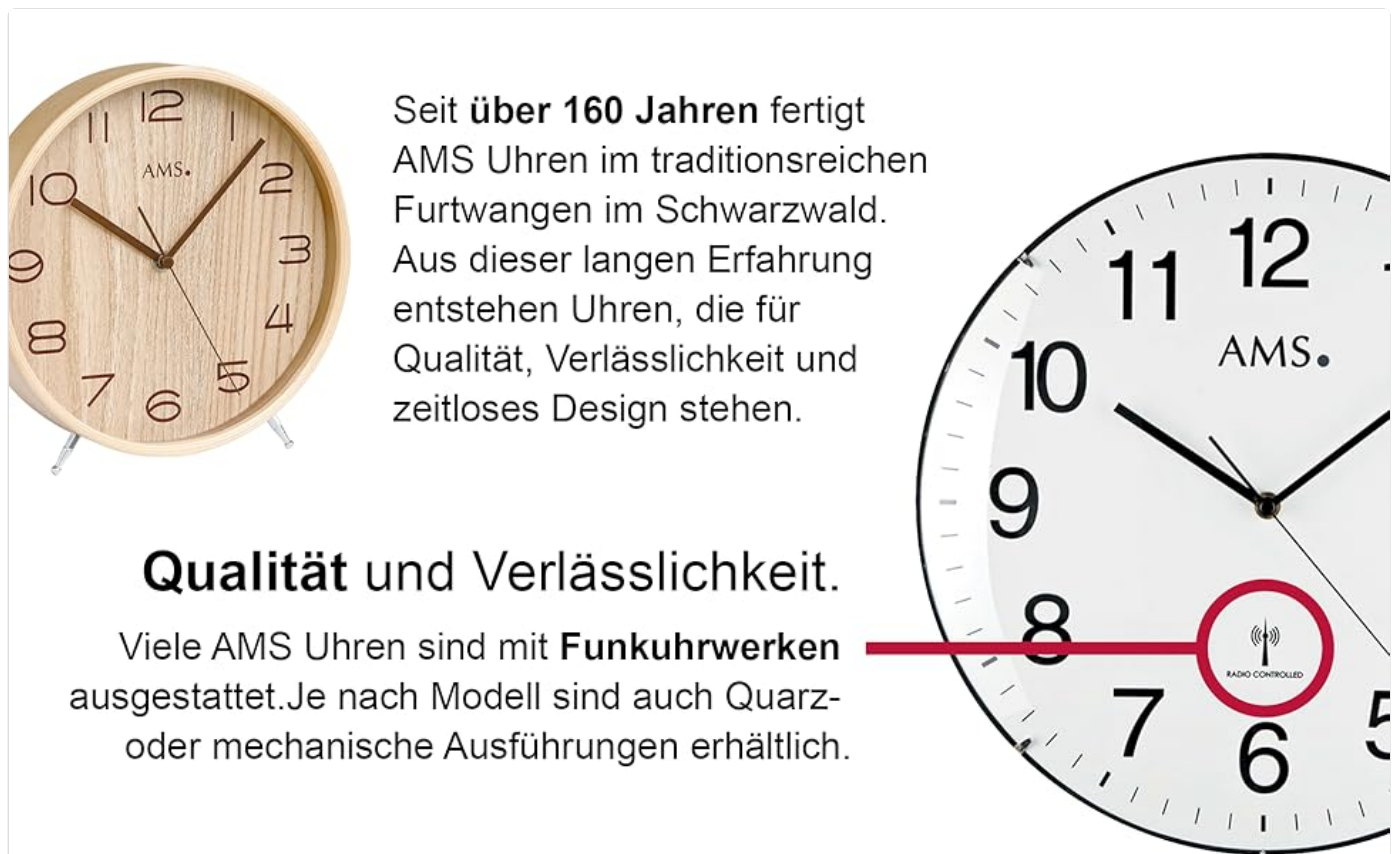 12
11
1
AMS.
10
2
9
3
8
4
7
5
6
Seit über 160 Jahren fertigt
AMS Uhren im traditionsreichen
Furtwangen im Schwarzwald.
Aus dieser langen Erfahrung
entstehen Uhren, die für
Qualität, Verlässlichkeit und
zeitloses Design stehen.
Qualität und Verlässlichkeit.
Viele AMS Uhren sind mit Funkuhrwerken
ausgestattet.Je nach Modell sind auch Quarz-
oder mechanische Ausführungen erhältlich.
12
11
AMS.
10
9
8
RADIO CONTROLLED
7
5
6